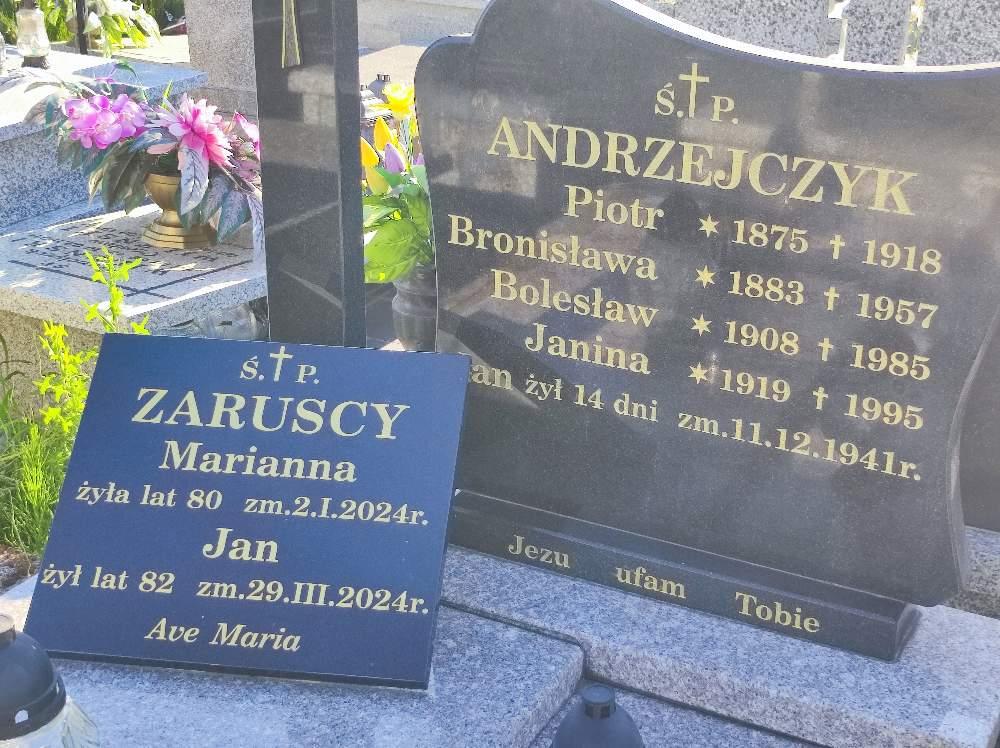 Ś. P.
ZARUSCY
Marianna
żyła lat 80 zm.2.I.2024r.
Jan
żył lat 82 zm.29.III.2024r.
Ave Maria
Ś. P.
ANDRZEJCZYK
Piotr * 1875 † 1918
Bronisława * 1883 † 1957
Bolesław * 1908 † 1985
Janina * 1919 † 1995
żył 14 dni zm.11.12.1941r.
Jezu ufam Tobie